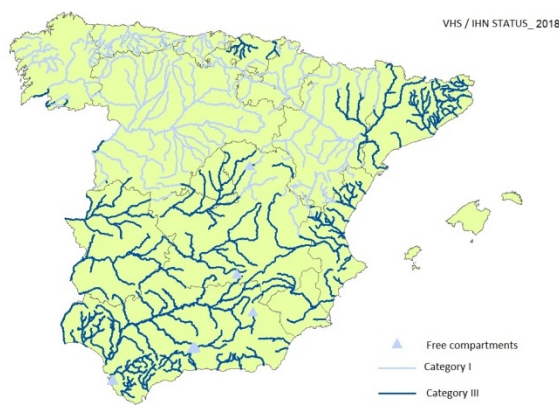 VHS / IHN STATUS_ 2018
Free compartments
Category I
Category III